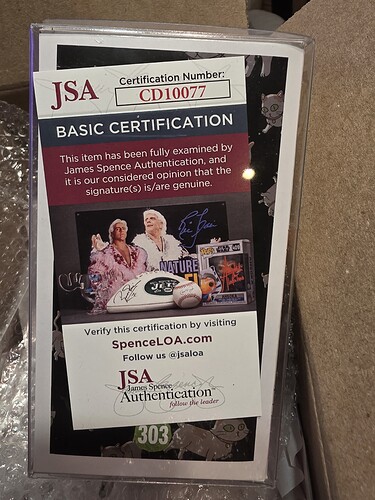 JSA
Certification Number:
CD10077
BASIC CERTIFICATION
This item has been fully examined by
James Spence Authentication, and
it is our considered opinion that the
signature(s) is/are genuine.
NATURE
JETS
Verify this certification by visiting
SpenceLOA.com
Follow us @jsaloa
JSA
James Spence
Authentication
follow the leader
303